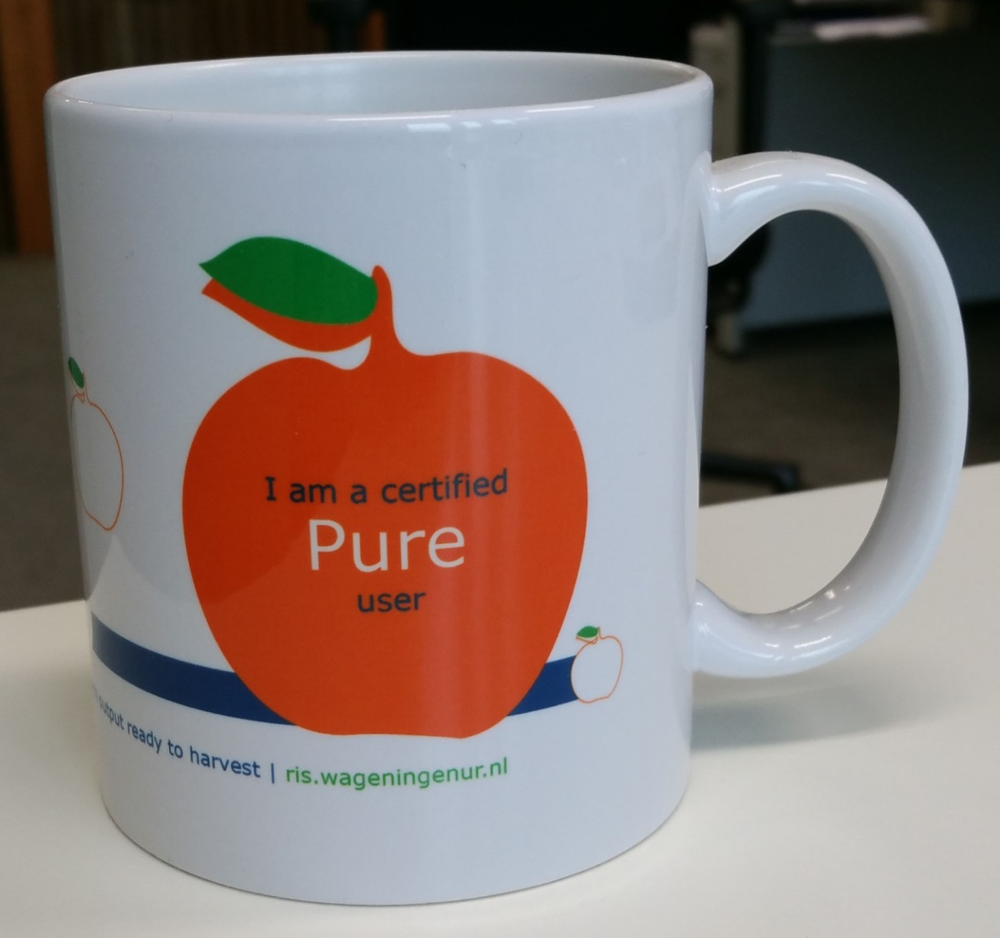 I am a certified
Pure
user
output ready to harvest | ris.wageningenur.nl